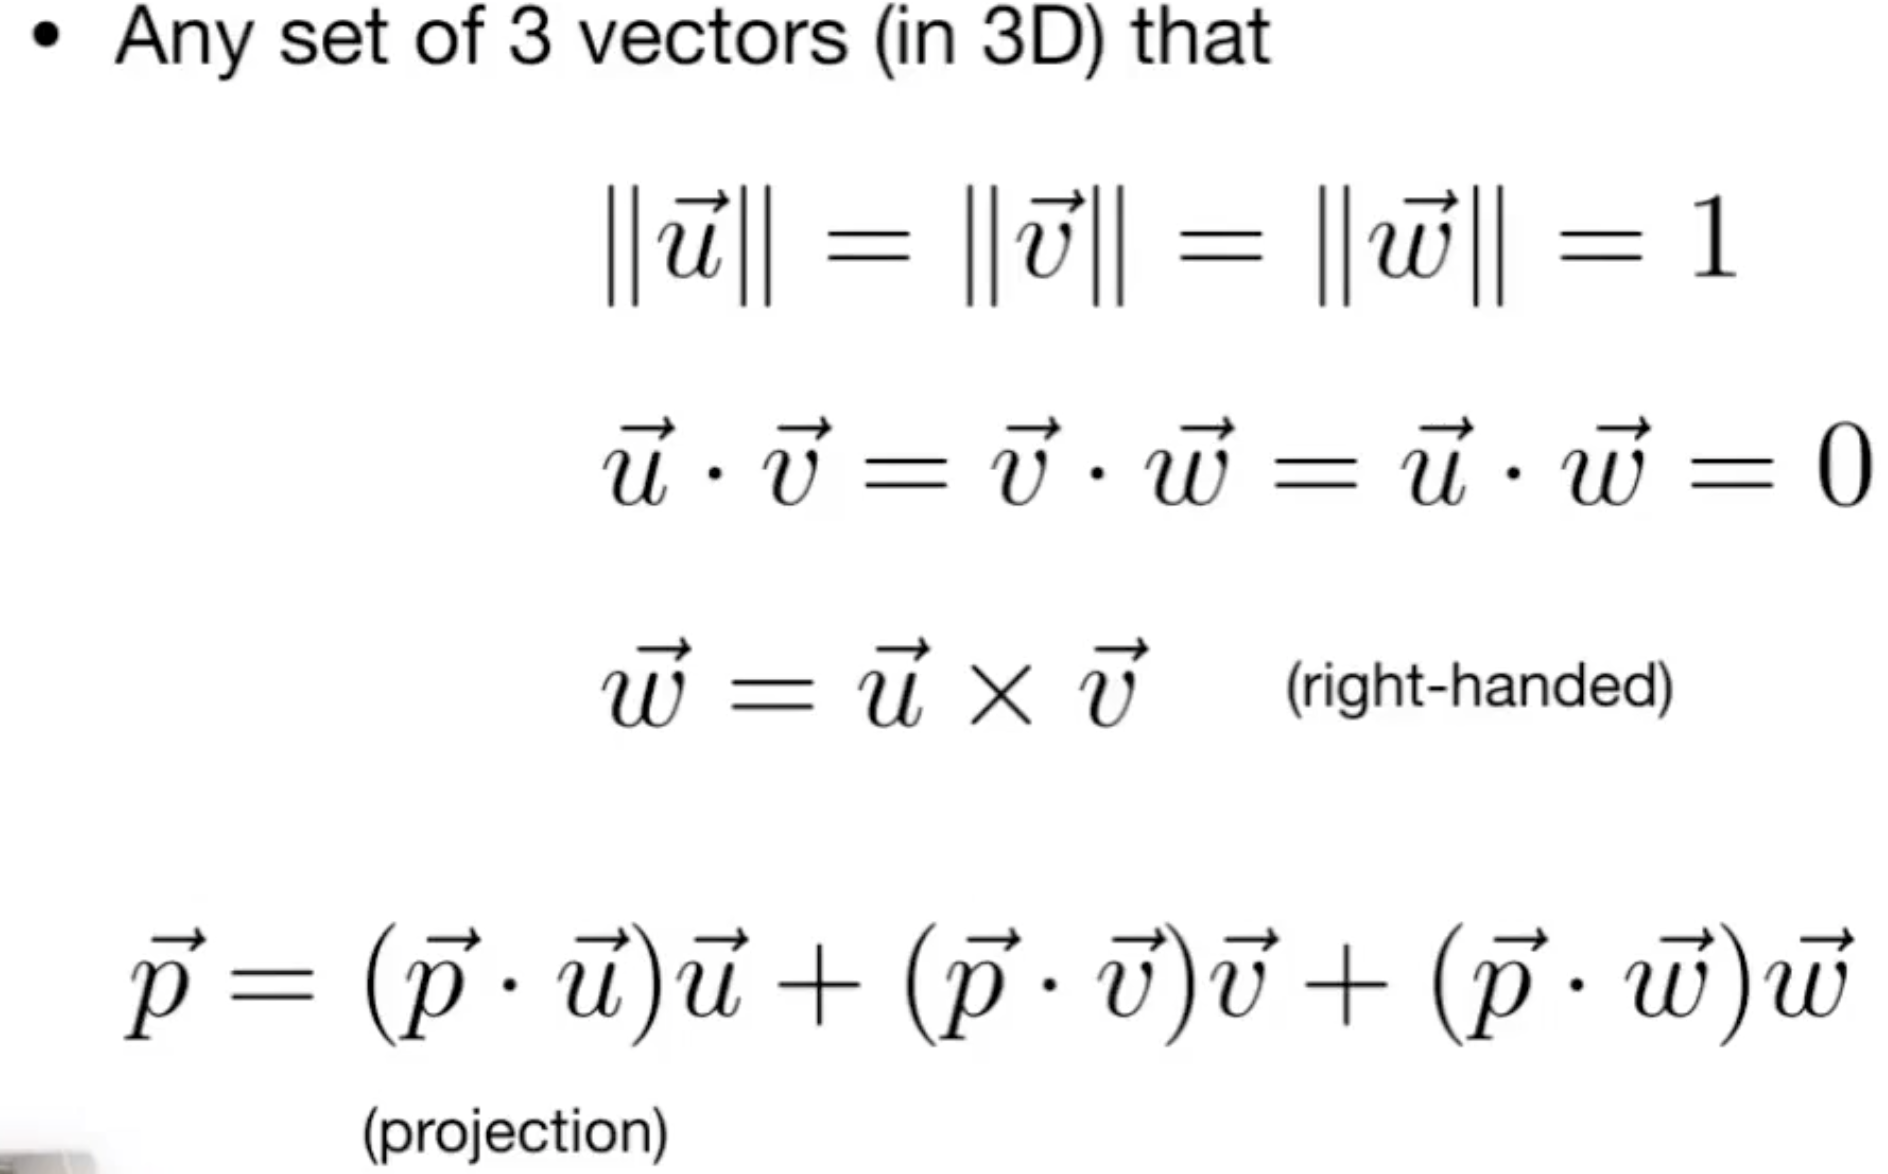 • Any set of 3 vectors (in 3D) that
‖u⃗‖ = ‖v⃗‖ = ‖w⃗‖ = 1
u⃗ · v⃗ = v⃗ · w⃗ = u⃗ · w⃗ = 0
w⃗ = u⃗ × v⃗ (right-handed)
p⃗ = (p⃗ · u⃗)u⃗ + (p⃗ · v⃗)v⃗ + (p⃗ · w⃗)w⃗
(projection)